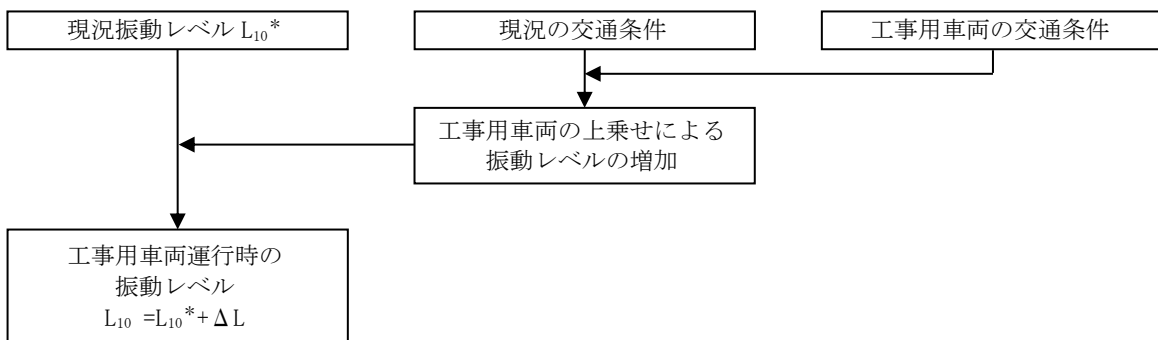 現況振動レベル L₁₀*
現況の交通条件
工事用車両の交通条件
工事用車両の上乗せによる
振動レベルの増加
工事用車両運行時の
振動レベル
L₁₀ =L₁₀*+ΔL